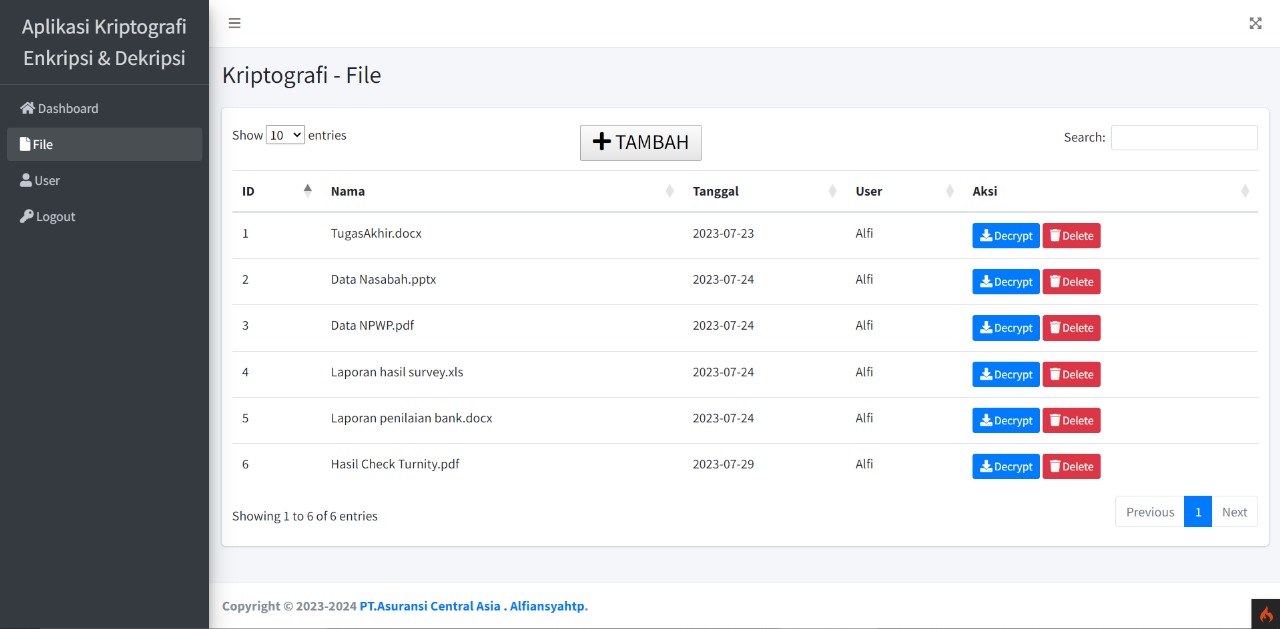 Aplikasi Kriptografi
Enkripsi & Dekripsi
Dashboard
File
User
Logout
Kriptografi - File
Show 10 entries
TAMBAH
Search:
ID Nama Tanggal User Aksi
1 TugasAkhir.docx 2023-07-23 Alfi Decrypt Delete
2 Data Nasabah.pptx 2023-07-24 Alfi Decrypt Delete
3 Data NPWP.pdf 2023-07-24 Alfi Decrypt Delete
4 Laporan hasil survey.xls 2023-07-24 Alfi Decrypt Delete
5 Laporan penilaian bank.docx 2023-07-24 Alfi Decrypt Delete
6 Hasil Check Turnity.pdf 2023-07-29 Alfi Decrypt Delete
Showing 1 to 6 of 6 entries
Previous 1 Next
Copyright © 2023-2024 PT.Asuransi Central Asia . Alfiansyahtp.